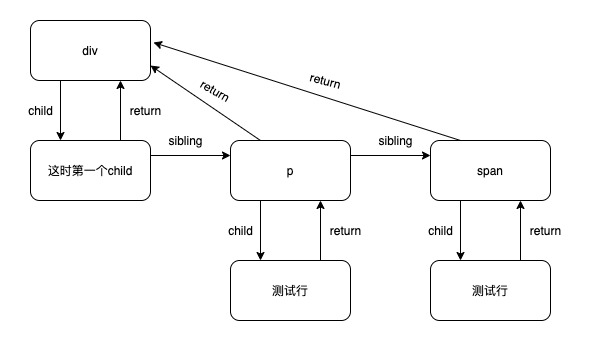 div
return
child
return
return
这时第一个child
sibling
p
sibling
span
child
return
child
return
测试行
测试行